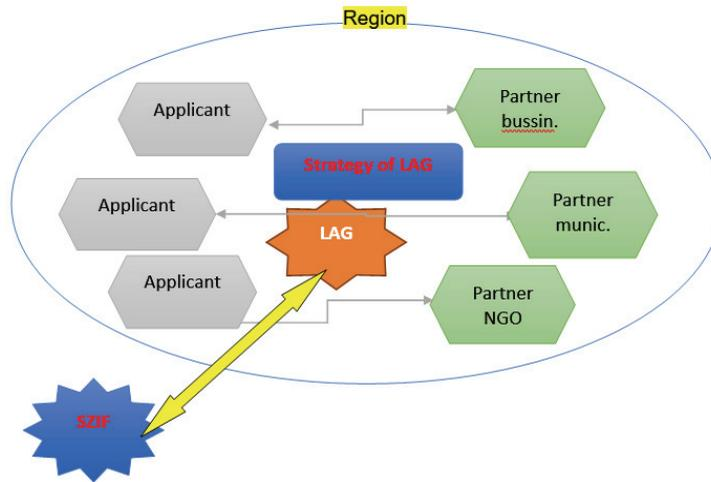 Region
Applicant
Partner
bussin.
Strategy of LAG
Applicant
Partner
munic.
LAG
Applicant
Partner
NGO
SZIF